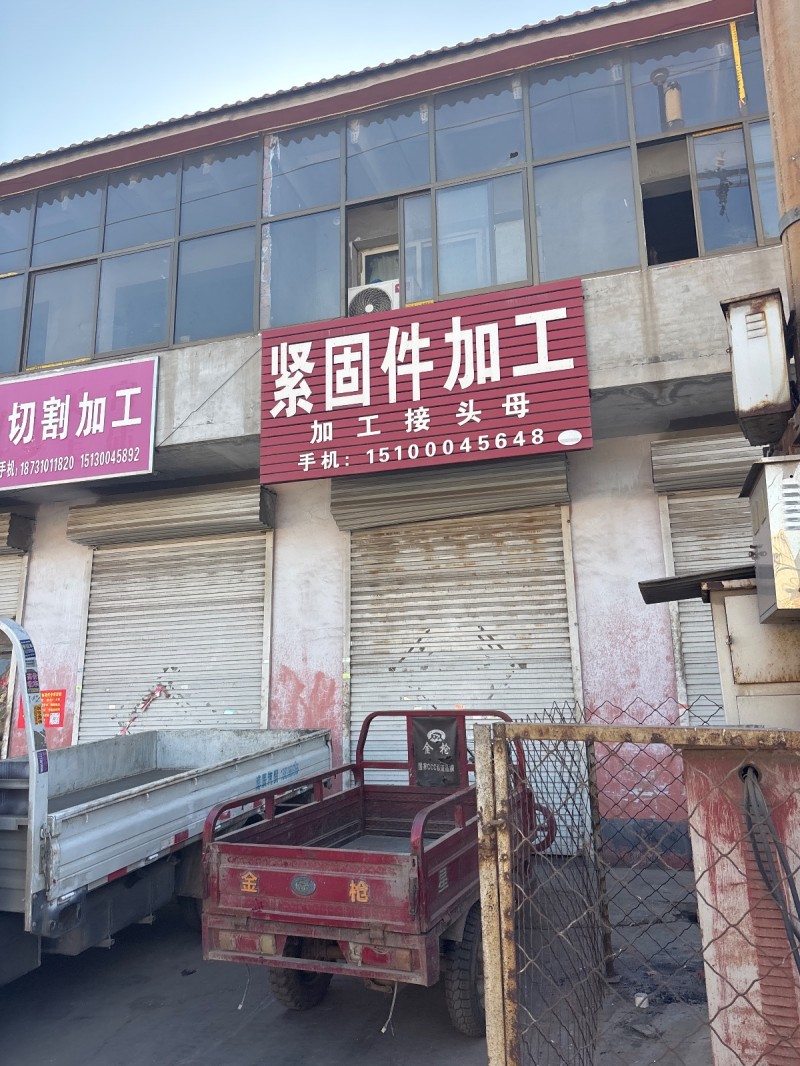 紧固件加工
加工接头母
手机：15100045648
切割加工
手机：18731011820 15130045892
金枪
金 枪